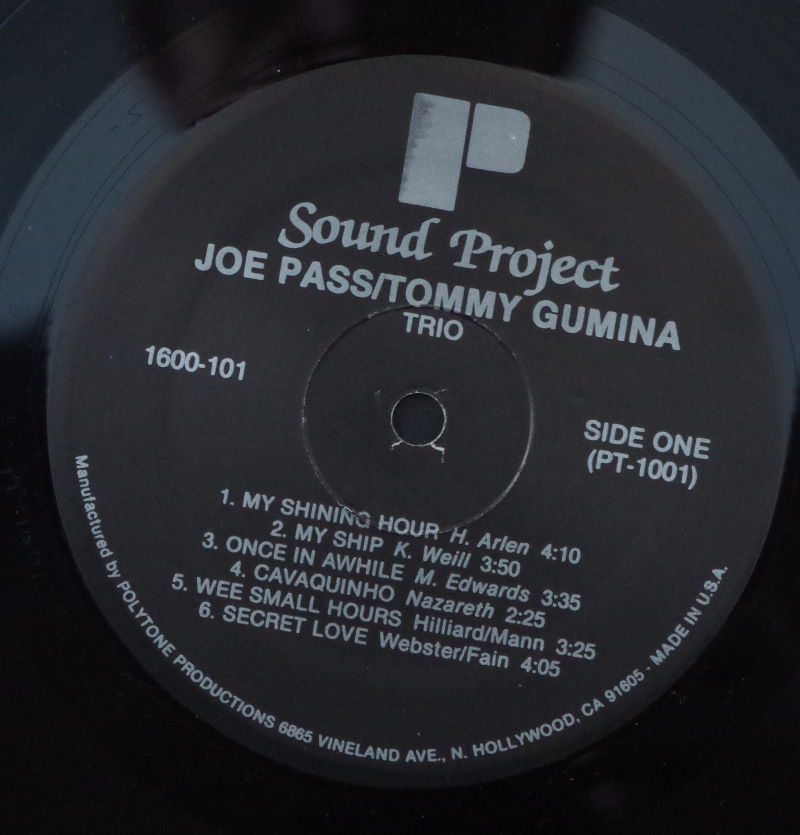 P
Sound Project
JOE PASS/TOMMY GUMINA
TRIO
1600-101
SIDE ONE
(PT-1001)
1. MY SHINING HOUR H. Arlen 4:10
2. MY SHIP K. Weill 3:50
3. ONCE IN AWHILE M. Edwards 3:35
4. CAVAQUINHO Nazareth 2:25
5. WEE SMALL HOURS Hilliard/Mann 3:25
6. SECRET LOVE Webster/Fain 4:05
Manufactured by POLYTONE PRODUCTIONS 6865 VINELAND AVE., N. HOLLYWOOD, CA 91605 - MADE IN U.S.A.